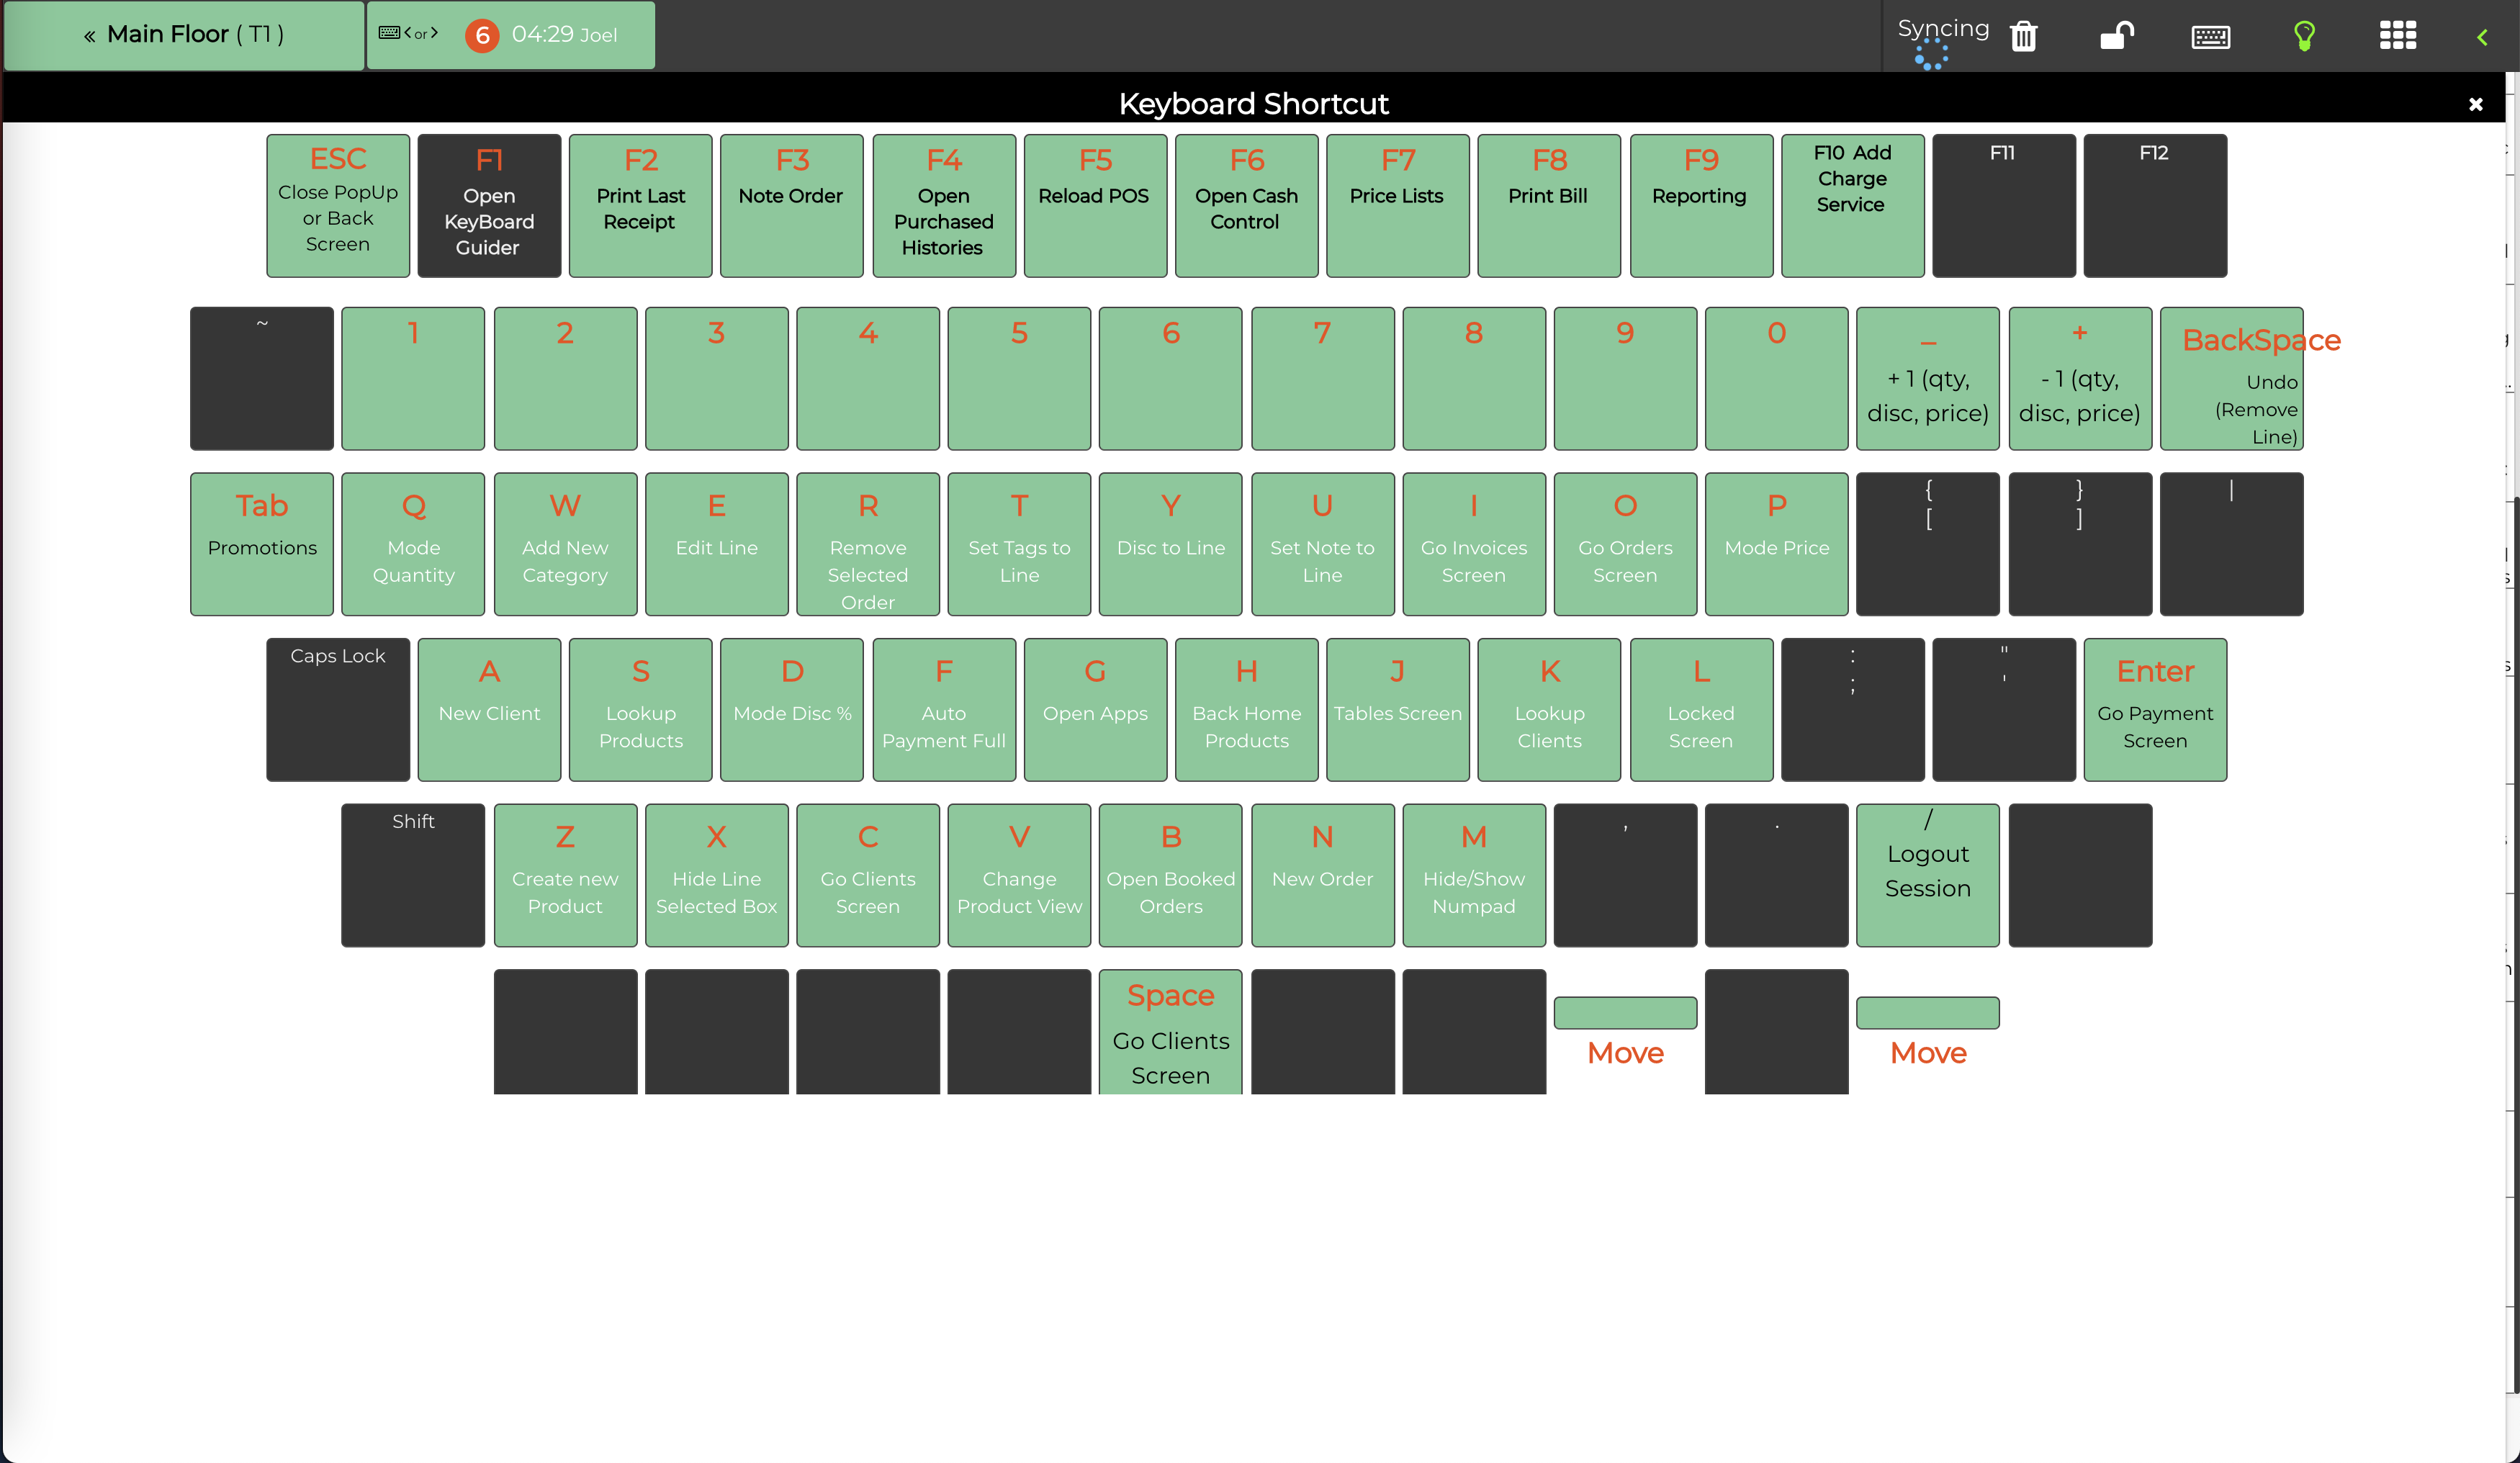 « Main Floor ( T1 )
< or >
6 04:29 Joel
Syncing
Keyboard Shortcut
ESC
Close PopUp
or Back
Screen
F1
Open
KeyBoard
Guider
F2
Print Last
Receipt
F3
Note Order
F4
Open
Purchased
Histories
F5
Reload POS
F6
Open Cash
Control
F7
Price Lists
F8
Print Bill
F9
Reporting
F10 Add
Charge
Service
F11
F12
~
1
2
3
4
5
6
7
8
9
0
_
+ 1 (qty,
disc, price)
+
- 1 (qty,
disc, price)
BackSpace
Undo
(Remove
Line)
Tab
Promotions
Q
Mode
Quantity
W
Add New
Category
E
Edit Line
R
Remove
Selected
Order
T
Set Tags to
Line
Y
Disc to Line
U
Set Note to
Line
I
Go Invoices
Screen
O
Go Orders
Screen
P
Mode Price
{
[
}
]
|
Caps Lock
A
New Client
S
Lookup
Products
D
Mode Disc %
F
Auto
Payment Full
G
Open Apps
H
Back Home
Products
J
Tables Screen
K
Lookup
Clients
L
Locked
Screen
:
;
"
'
Enter
Go Payment
Screen
Shift
Z
Create new
Product
X
Hide Line
Selected Box
C
Go Clients
Screen
V
Change
Product View
B
Open Booked
Orders
N
New Order
M
Hide/Show
Numpad
,
.
/
Logout
Session
Space
Go Clients
Screen
Move
Move